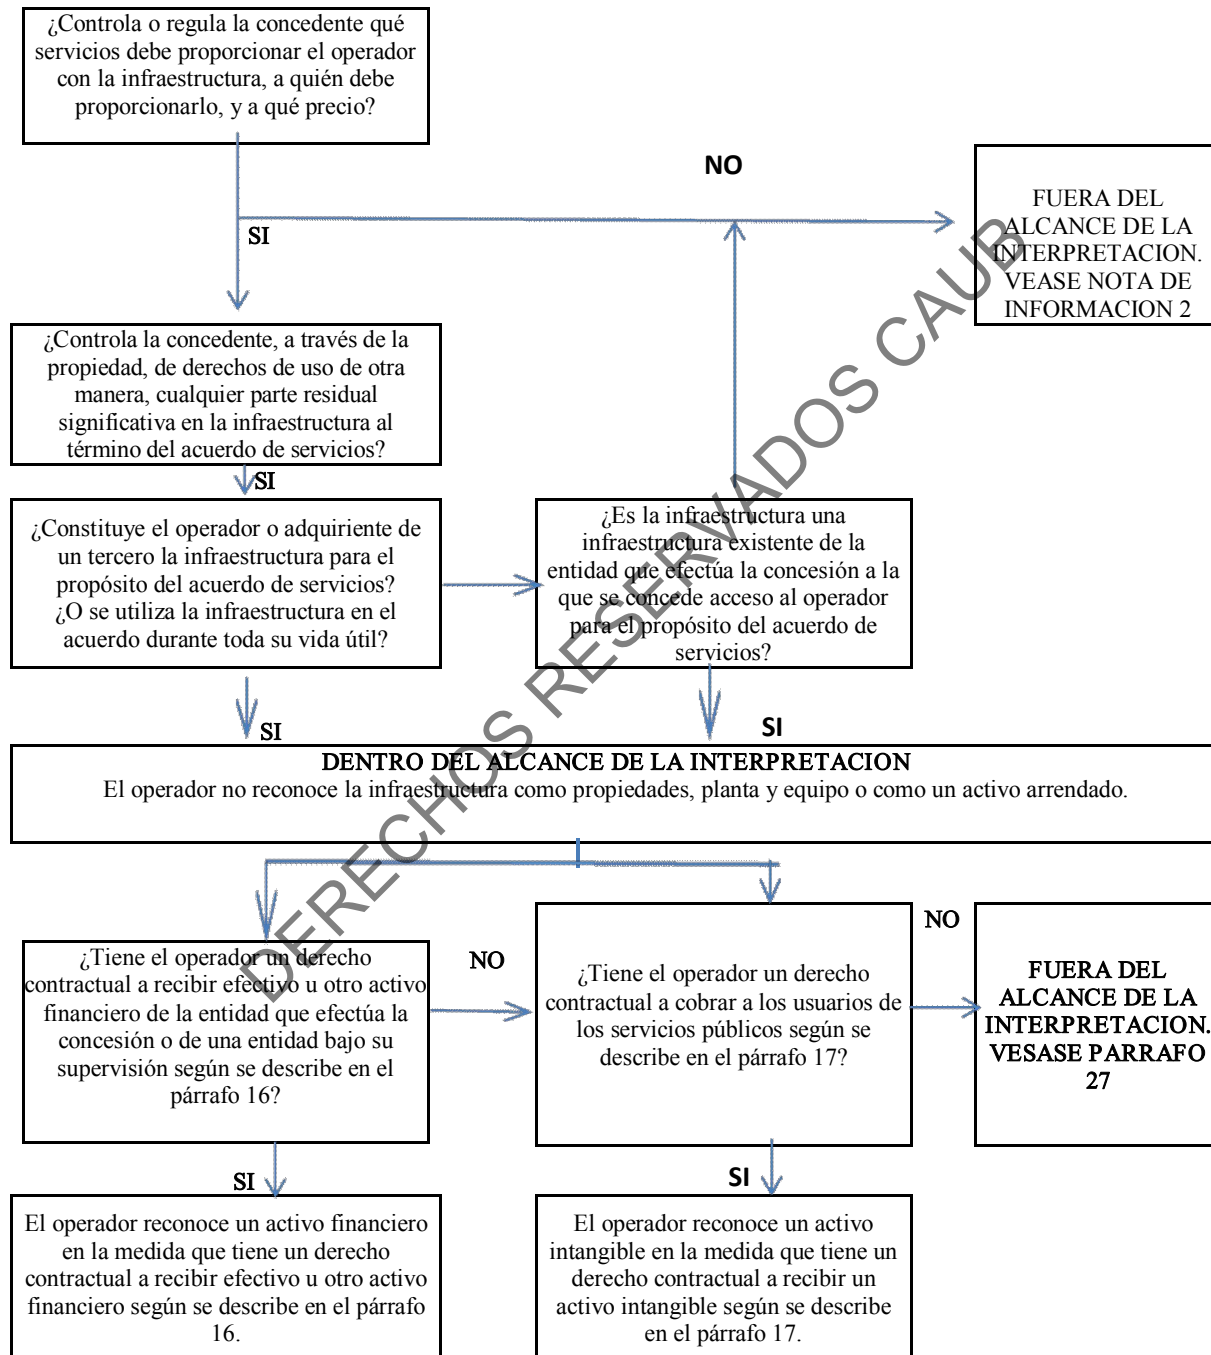 ¿Controla o regula la concedente qué
servicios debe proporcionar el operador
con la infraestructura, a quién debe
proporcionarlo, y a qué precio?
NO
FUERA DEL
ALCANCE DE LA
INTERPRETACION.
VEASE NOTA DE
INFORMACION 2
SI
¿Controla la concedente, a través de la
propiedad, de derechos de uso de otra
manera, cualquier parte residual
significativa en la infraestructura al
término del acuerdo de servicios?
SI
¿Constituye el operador o adquiriente de
un tercero la infraestructura para el
propósito del acuerdo de servicios?
¿O se utiliza la infraestructura en el
acuerdo durante toda su vida útil?
¿Es la infraestructura una
infraestructura existente de la
entidad que efectúa la concesión a la
que se concede acceso al operador
para el propósito del acuerdo de
servicios?
SI
SI
DENTRO DEL ALCANCE DE LA INTERPRETACION
El operador no reconoce la infraestructura como propiedades, planta y equipo o como un activo arrendado.
¿Tiene el operador un derecho
contractual a recibir efectivo u otro activo
financiero de la entidad que efectúa la
concesión o de una entidad bajo su
supervisión según se describe en el
párrafo 16?
NO
¿Tiene el operador un derecho
contractual a cobrar a los usuarios de
los servicios públicos según se
describe en el párrafo 17?
NO
FUERA DEL
ALCANCE DE LA
INTERPRETACION.
VESASE PARRAFO
27
SI
SI
El operador reconoce un activo financiero
en la medida que tiene un derecho
contractual a recibir efectivo u otro activo
financiero según se describe en el párrafo
16.
El operador reconoce un activo
intangible en la medida que tiene un
derecho contractual a recibir un
activo intangible según se describe
en el párrafo 17.
DERECHOS RESERVADOS CAUB